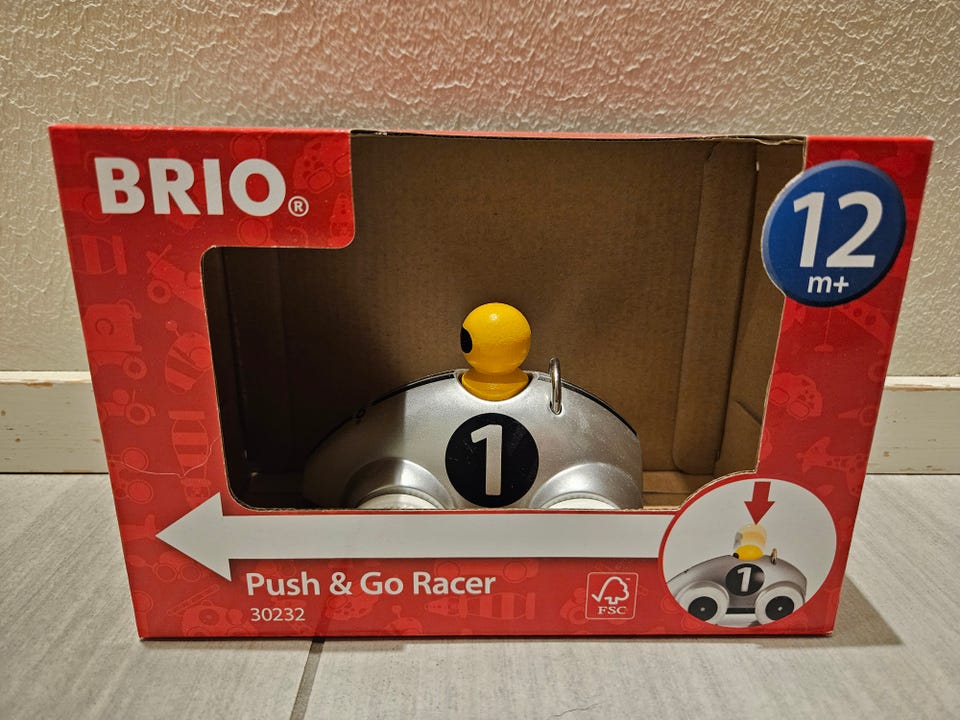 BRIO®
12
m+
1
Push & Go Racer
30232
FSC
1